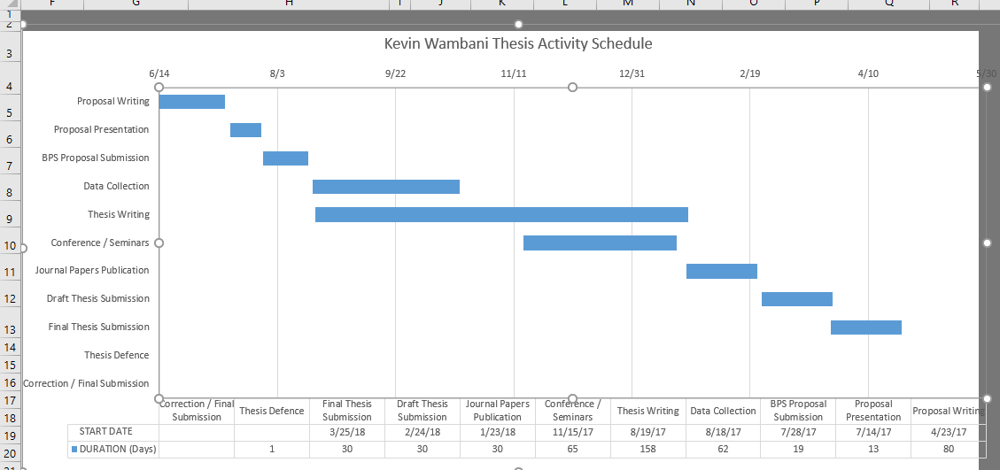 F G H I J K L M N O P Q R
1
2
Kevin Wambani Thesis Activity Schedule
3
6/14 8/3 9/22 11/11 12/31 2/19 4/10 5/30
4
Proposal Writing
5
Proposal Presentation
6
BPS Proposal Submission
7
Data Collection
8
Thesis Writing
9
Conference / Seminars
10
Journal Papers Publication
11
Draft Thesis Submission
12
Final Thesis Submission
13
14
Thesis Defence
15
16 Correction / Final Submission
17
Correction / Final Submission Thesis Defence Final Thesis Submission Draft Thesis Submission Journal Papers Publication Conference / Seminars Thesis Writing Data Collection BPS Proposal Submission Proposal Presentation Proposal Writing
18
19 START DATE 3/25/18 2/24/18 1/23/18 11/15/17 8/19/17 8/18/17 7/28/17 7/14/17 4/23/17
20 DURATION (Days) 1 30 30 30 65 158 62 19 13 80
21